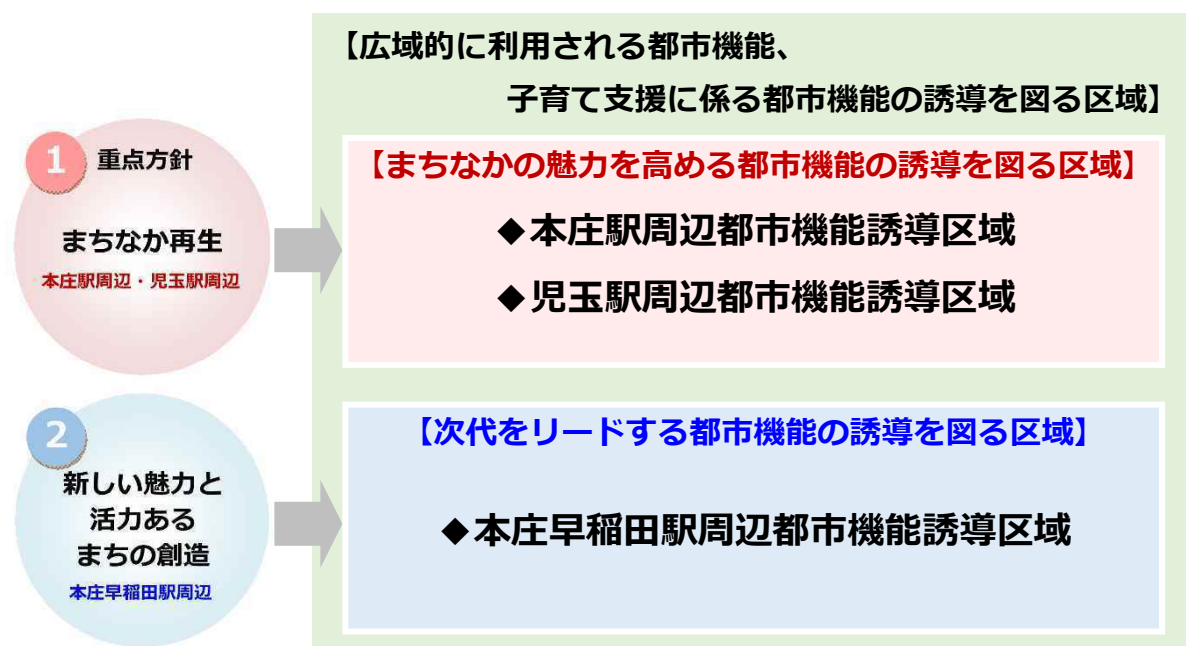 【広域的に利用される都市機能、
子育て支援に係る都市機能の誘導を図る区域】
1
重点方針
まちなか再生
本庄駅周辺・児玉駅周辺
【まちなかの魅力を高める都市機能の誘導を図る区域】
◆本庄駅周辺都市機能誘導区域
◆児玉駅周辺都市機能誘導区域
2
新しい魅力と
活力ある
まちの創造
本庄早稲田駅周辺
【次代をリードする都市機能の誘導を図る区域】
◆本庄早稲田駅周辺都市機能誘導区域